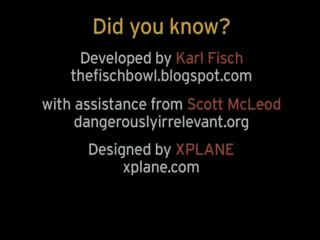 Did you know?
Developed by Karl Fisch
thefischbowl.blogspot.com
with assistance from Scott McLeod
dangerouslyirrelevant.org
Designed by XPLANE
xplane.com